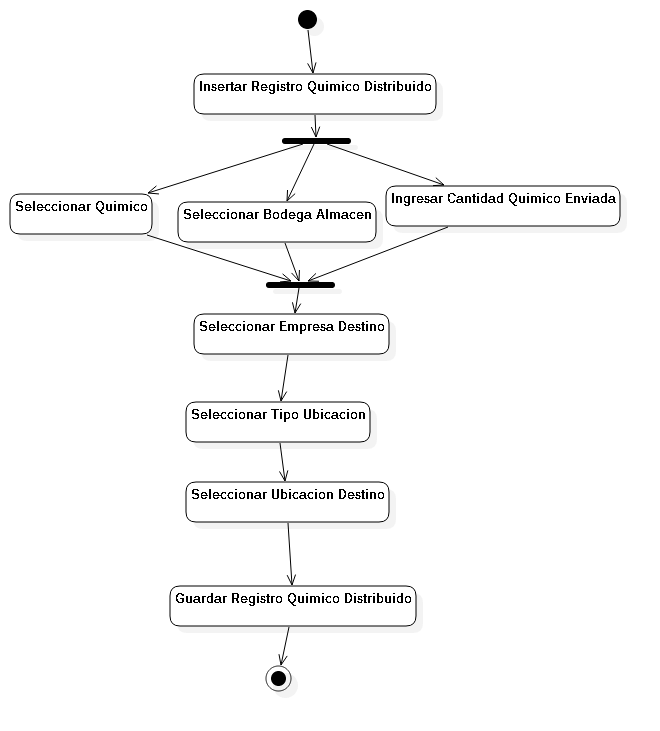 Insertar Registro Quimico Distribuido
Seleccionar Quimico
Seleccionar Bodega Almacen
Ingresar Cantidad Quimico Enviada
Seleccionar Empresa Destino
Seleccionar Tipo Ubicacion
Seleccionar Ubicacion Destino
Guardar Registro Quimico Distribuido